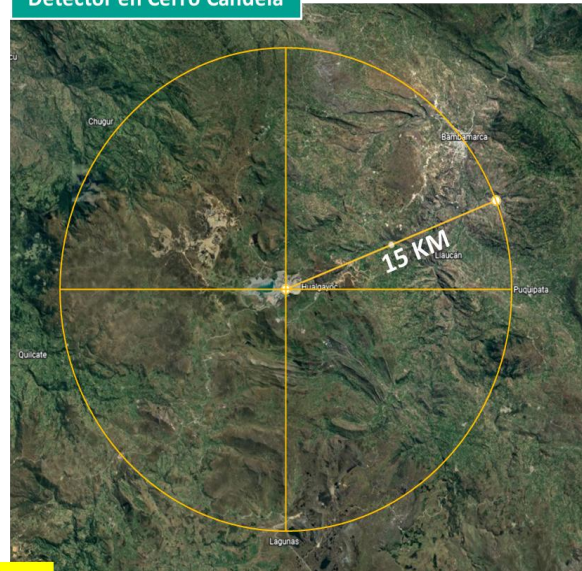 Detector en Cerro Candela
Chugur
Bambamarca
15 KM
Llaucan
Hualgayoc
Puquipata
Quilcate
Lagunas